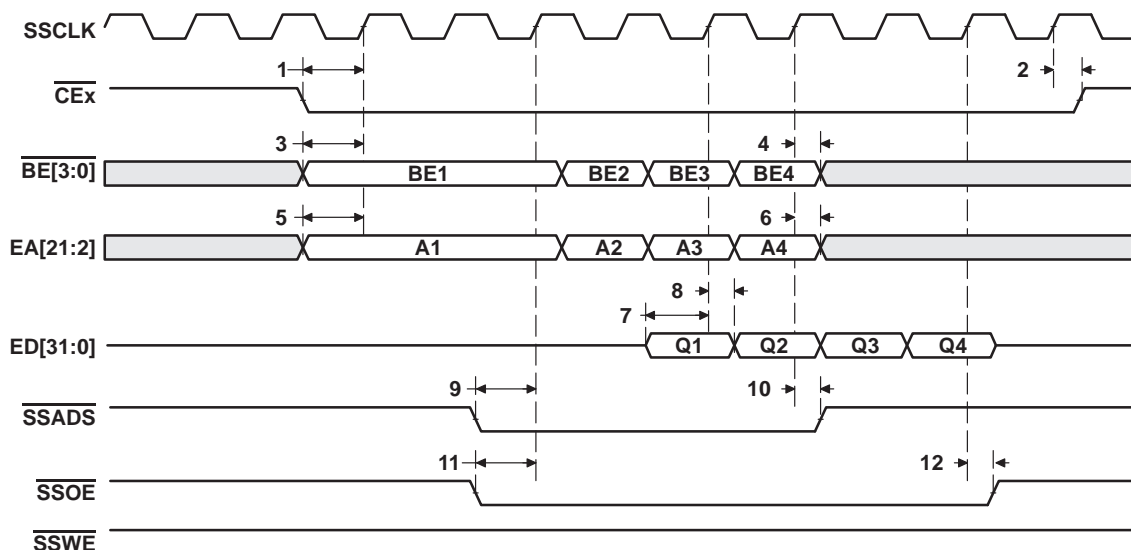 SSCLK
1 2
CEx
3 4
BE[3:0] BE1 BE2 BE3 BE4
5 6
EA[21:2] A1 A2 A3 A4
8
7
ED[31:0] Q1 Q2 Q3 Q4
9 10
SSADS
11 12
SSOE
SSWE